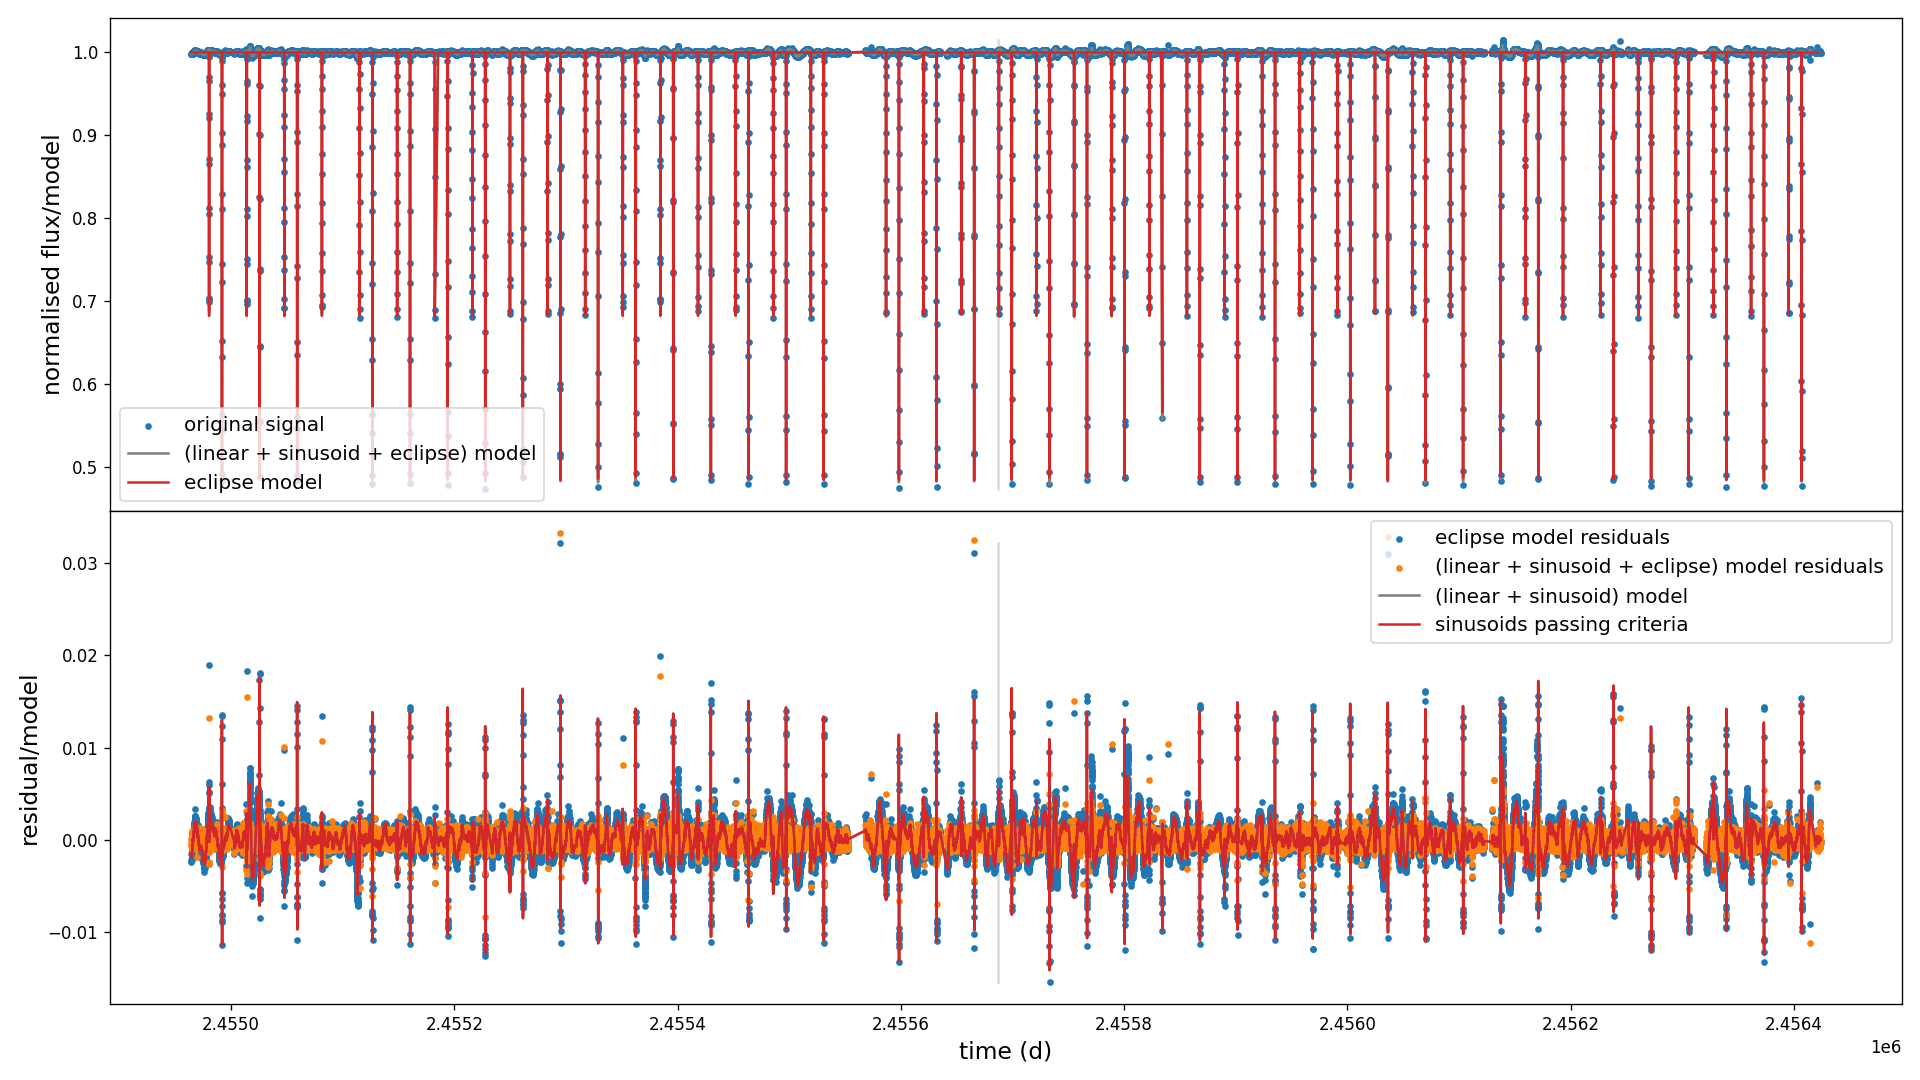 normalised flux/model
1.0
0.9
0.8
0.7
0.6
0.5
original signal
(linear + sinusoid + eclipse) model
eclipse model
residual/model
0.03
0.02
0.01
0.00
−0.01
eclipse model residuals
(linear + sinusoid + eclipse) model residuals
(linear + sinusoid) model
sinusoids passing criteria
2.4550 2.4552 2.4554 2.4556 2.4558 2.4560 2.4562 2.4564
1e6
time (d)